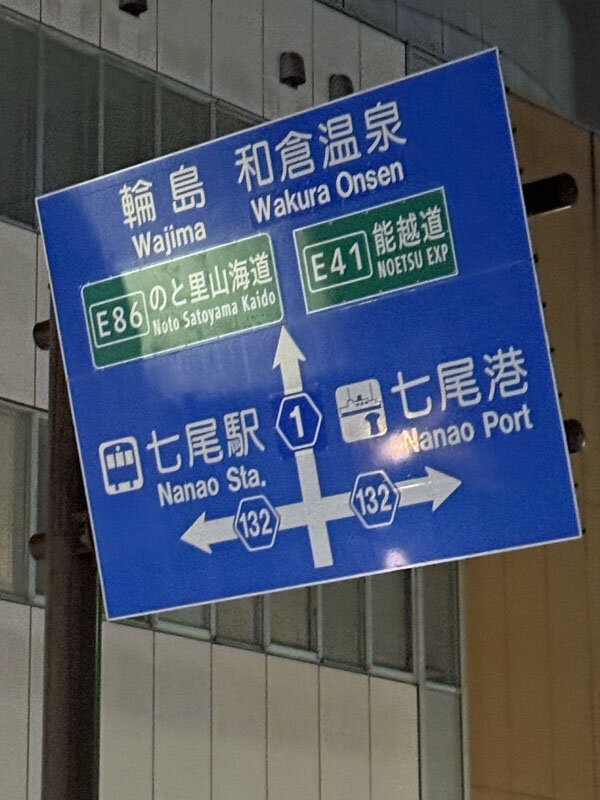 輪島 和倉温泉
Wajima Wakura Onsen
E86 のと里山海道 Noto Satoyama Kaido
E41 能越道 NOETSU EXP
1
七尾駅 七尾港
Nanao Sta. Nanao Port
132 132